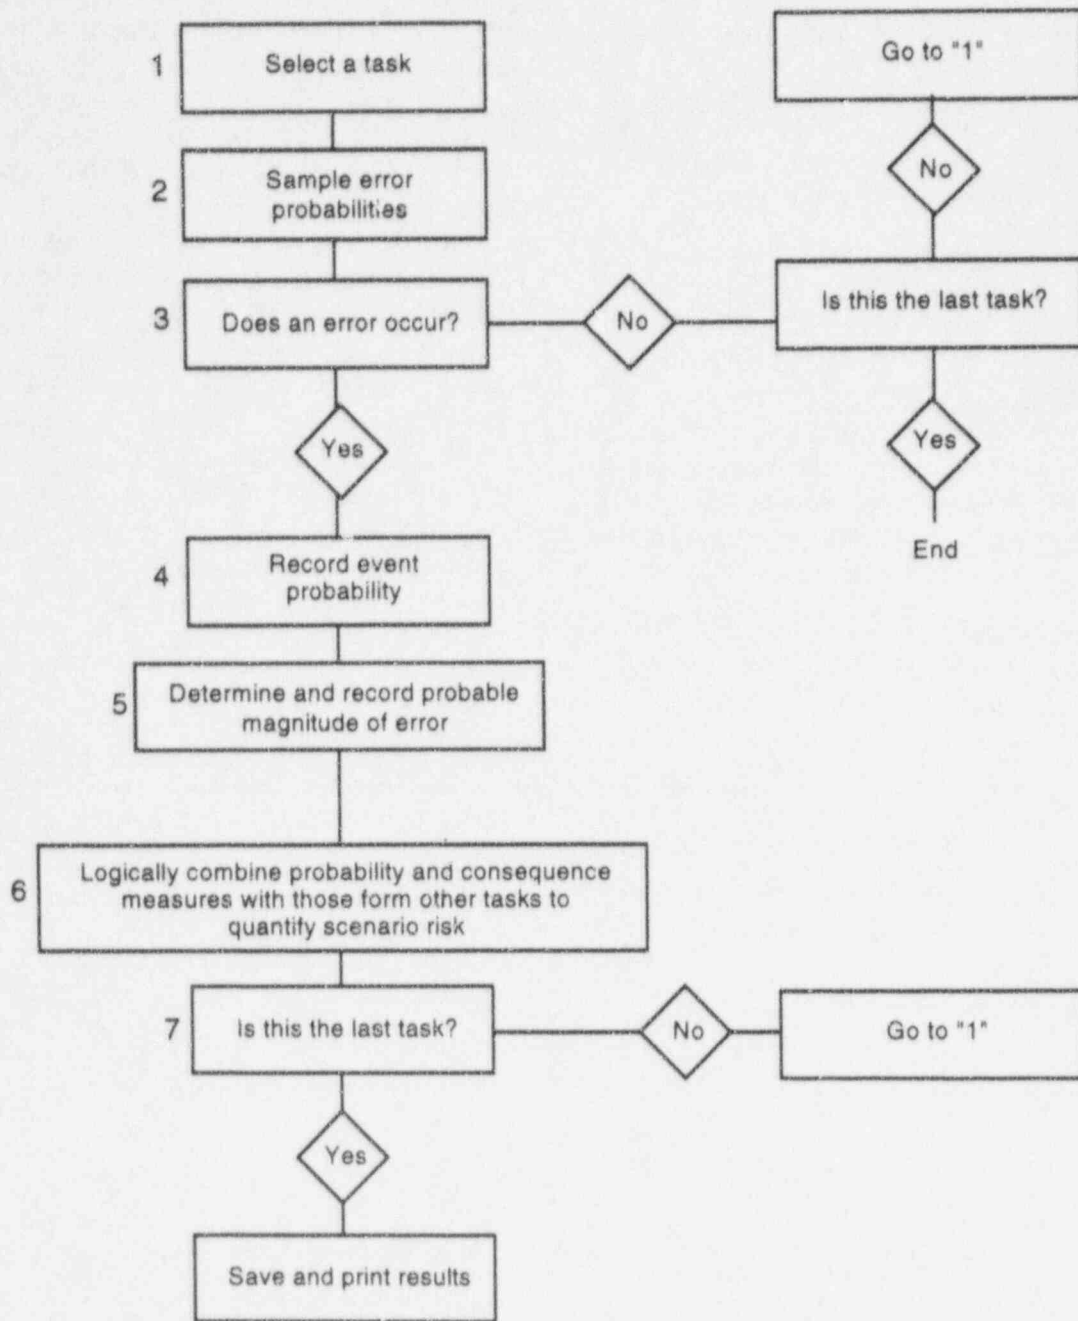 1
Select a task
Go to "1"
No
2
Sample error
probabilities
3
Does an error occur?
No
Is this the last task?
Yes
Yes
End
4
Record event
probability
5
Determine and record probable
magnitude of error
6
Logically combine probability and consequence
measures with those form other tasks to
quantify scenario risk
7
Is this the last task?
No
Go to "1"
Yes
Save and print results